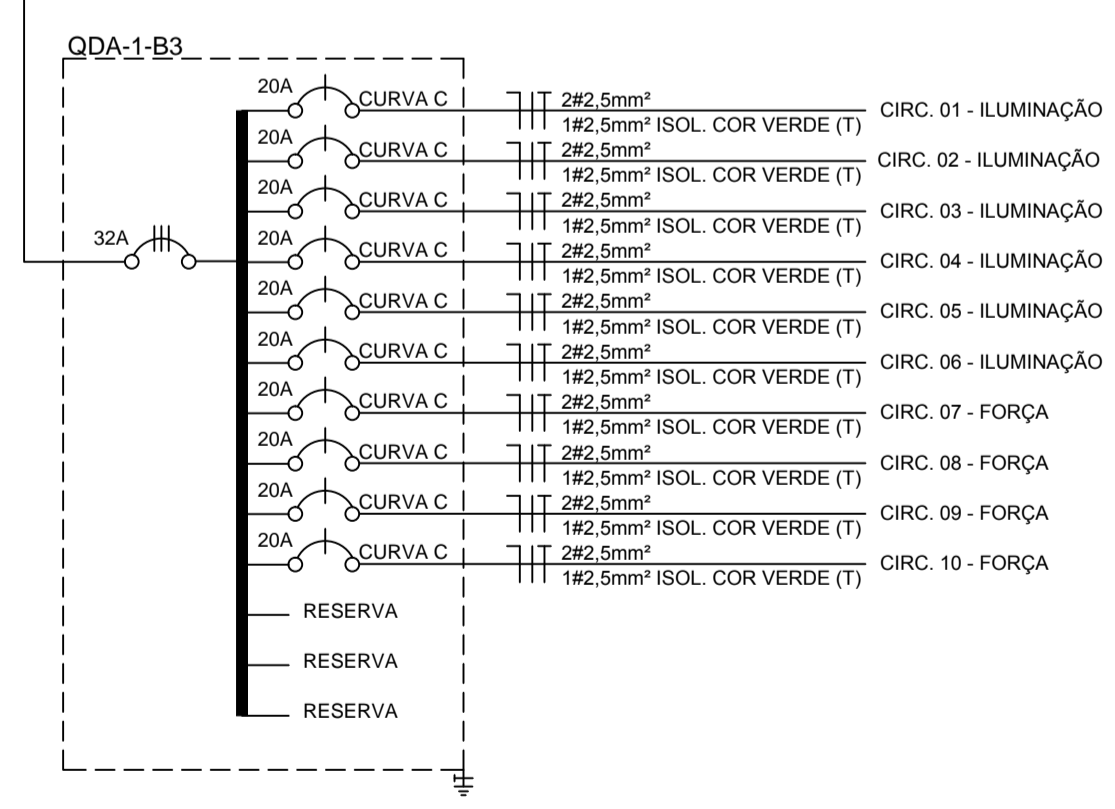 QDA-1-B3
20A CURVA C 2#2,5mm² CIRC. 01 - ILUMINAÇÃO
1#2,5mm² ISOL. COR VERDE (T)
20A CURVA C 2#2,5mm² CIRC. 02 - ILUMINAÇÃO
1#2,5mm² ISOL. COR VERDE (T)
20A CURVA C 2#2,5mm² CIRC. 03 - ILUMINAÇÃO
1#2,5mm² ISOL. COR VERDE (T)
32A
20A CURVA C 2#2,5mm² CIRC. 04 - ILUMINAÇÃO
1#2,5mm² ISOL. COR VERDE (T)
20A CURVA C 2#2,5mm² CIRC. 05 - ILUMINAÇÃO
1#2,5mm² ISOL. COR VERDE (T)
20A CURVA C 2#2,5mm² CIRC. 06 - ILUMINAÇÃO
1#2,5mm² ISOL. COR VERDE (T)
20A CURVA C 2#2,5mm² CIRC. 07 - FORÇA
1#2,5mm² ISOL. COR VERDE (T)
20A CURVA C 2#2,5mm² CIRC. 08 - FORÇA
1#2,5mm² ISOL. COR VERDE (T)
20A CURVA C 2#2,5mm² CIRC. 09 - FORÇA
1#2,5mm² ISOL. COR VERDE (T)
20A CURVA C 2#2,5mm² CIRC. 10 - FORÇA
1#2,5mm² ISOL. COR VERDE (T)
RESERVA
RESERVA
RESERVA